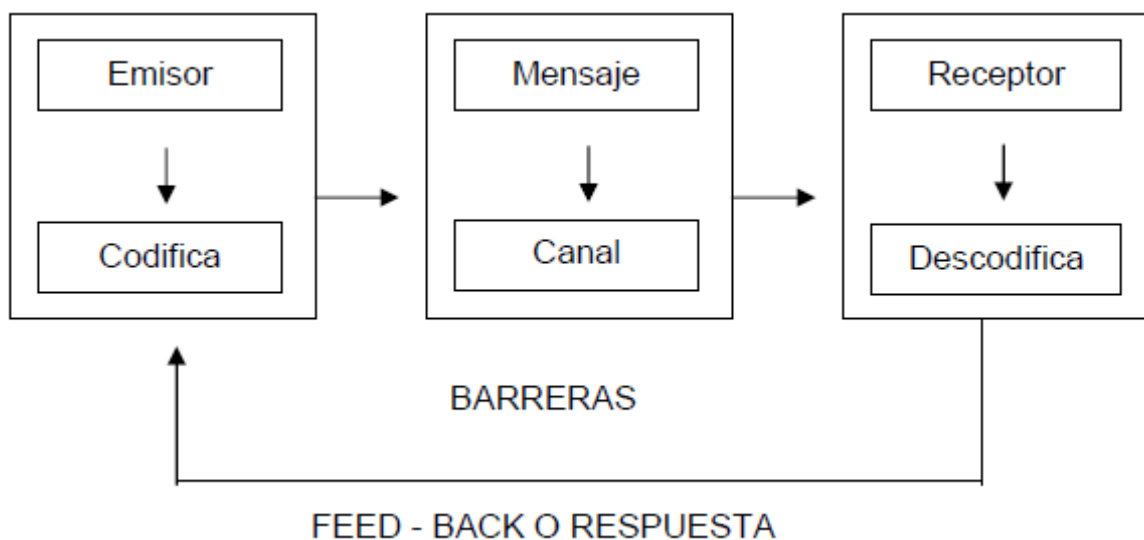 Emisor
Codifica
Mensaje
Canal
Receptor
Descodifica
BARRERAS
FEED - BACK O RESPUESTA